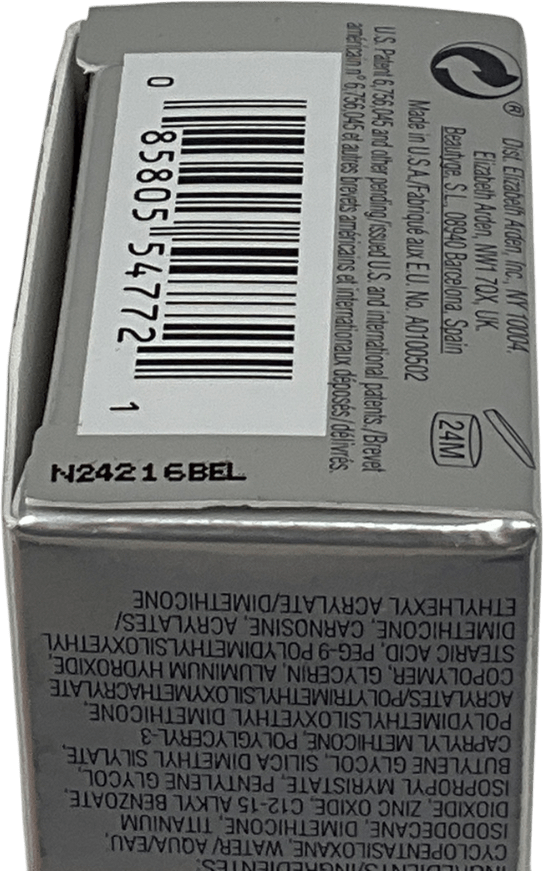 ® Dist. Elizabeth Arden, Inc., NY 10004.
Elizabeth Arden, NW1 7QX, UK.
Beautyge, S.L. 08940 Barcelona. Spain
Made in U.S.A./Fabriqué aux E.U. No. A0100502
U.S. Patent 6,756,045 and other pending/issued U.S. and international patents./Brevet
américain n° 6,756,045 et autres brevets américains et internationaux déposés/délivrés.
24M
0 85805 54772 1
N24216BEL
INGREDIENTS/INGRÉDIENTES:
CYCLOPENTASILOXANE, WATER/ AQUA/EAU,
ISODODECANE, DIMETHICONE, TITANIUM
DIOXIDE, ZINC OXIDE, C12-15 ALKYL BENZOATE,
ISOPROPYL MYRISTATE, PENTYLENE GLYCOL,
BUTYLENE GLYCOL, SILICA DIMETHYL SILYLATE,
CAPRYLYL METHICONE, POLYGLYCERYL-3
POLYDIMETHYLSILOXYETHYL DIMETHICONE,
ACRYLATES/POLYTRIMETHYLSILOXYMETHACRYLATE
COPOLYMER, GLYCERIN, ALUMINUM HYDROXIDE,
STEARIC ACID, PEG-9 POLYDIMETHYLSILOXYETHYL
DIMETHICONE, CARNOSINE, ACRYLATES/
ETHYLHEXYL ACRYLATE/DIMETHICONE